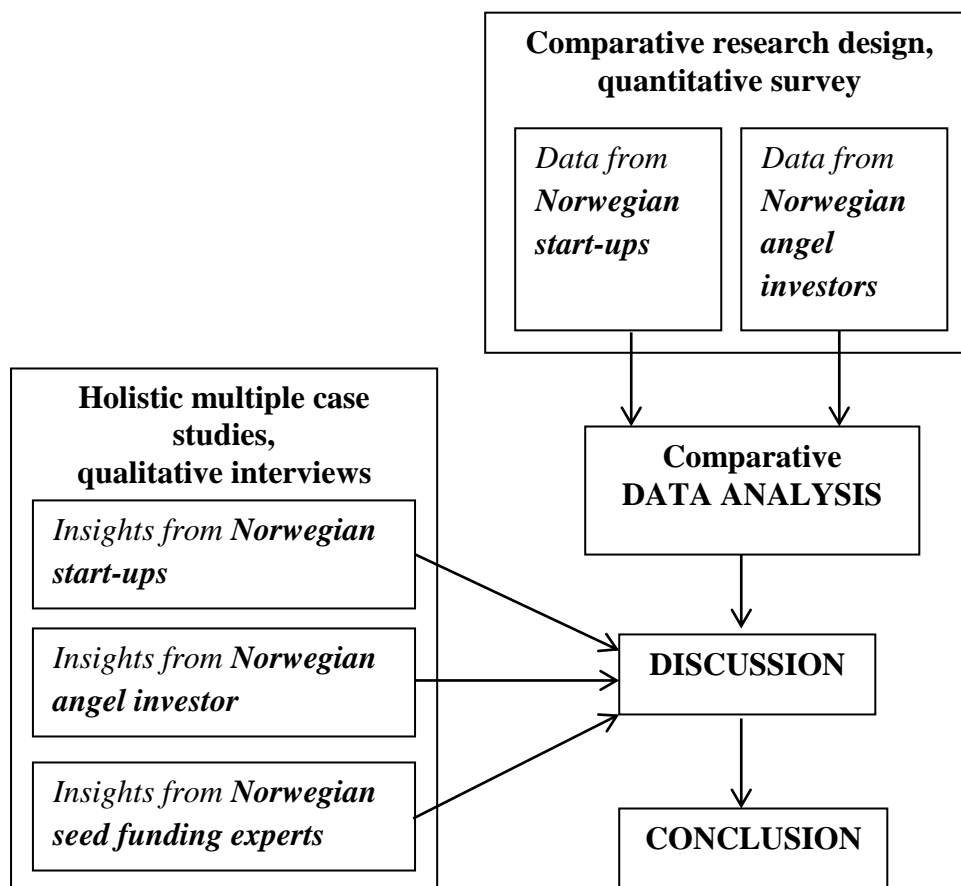 Comparative research design,
quantitative survey
Data from
Norwegian
start-ups
Data from
Norwegian
angel
investors
Holistic multiple case
studies,
qualitative interviews
Insights from Norwegian
start-ups
Insights from Norwegian
angel investor
Insights from Norwegian
seed funding experts
Comparative
DATA ANALYSIS
DISCUSSION
CONCLUSION